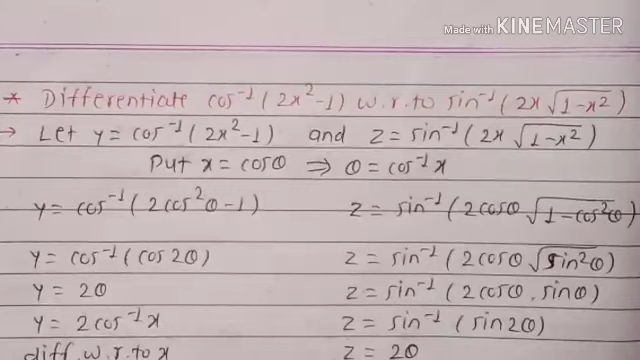 Made with KINEMASTER
* Differentiate cos⁻¹(2x²-1) w.r.to sin⁻¹(2x√1-x²)
→ Let y = cos⁻¹(2x²-1) and z = sin⁻¹(2x√1-x²)
Put x = cosθ ⇒ θ = cos⁻¹x
y = cos⁻¹(2cos²θ-1) z = sin⁻¹(2cosθ√1-cos²θ)
y = cos⁻¹(cos2θ) z = sin⁻¹(2cosθ√sin²θ)
y = 2θ z = sin⁻¹(2cosθ.sinθ)
y = 2cos⁻¹x z = sin⁻¹(sin2θ)
diff.w.r.to x z = 2θ